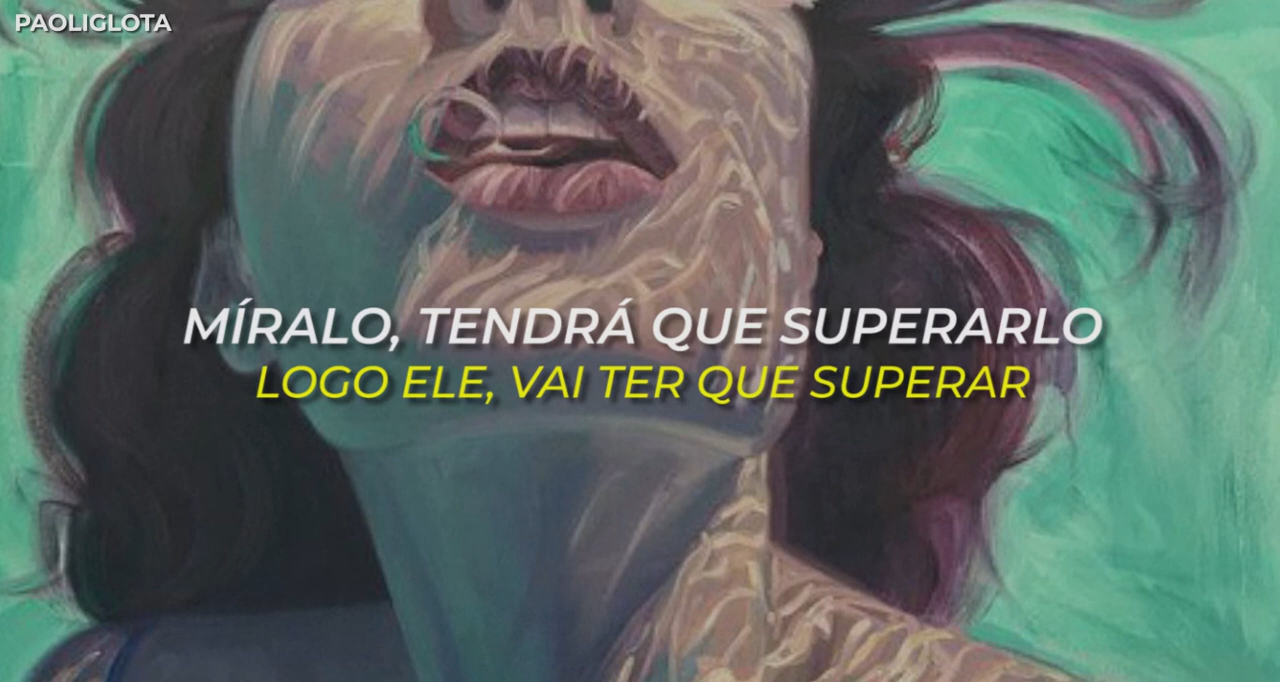 PAOLIGLOTA
MÍRALO, TENDRÁ QUE SUPERARLO
LOGO ELE, VAI TER QUE SUPERAR